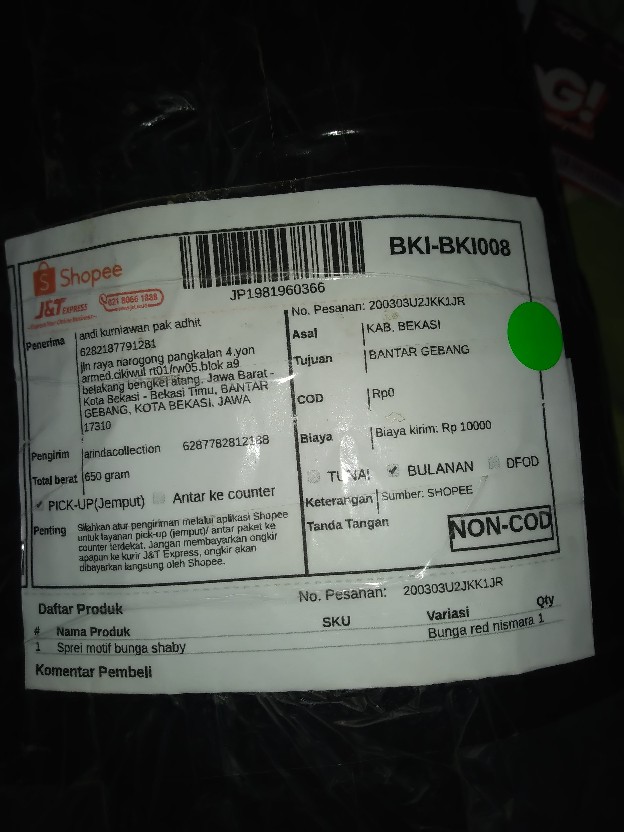 G!
BKI-BKI008
Shopee
J&T EXPRESS
021 8066 1888
JP1981960366
No. Pesanan: 200303U2JKK1JR
Penerima
andi kurniawan pak adhit
6282187791281
jln raya narogong pangkalan 4.yon
armed.cikiwul rt01/rw05.blok a9
belakang bengkel atang. Jawa Barat -
Kota Bekasi - Bekasi Timu, BANTAR
GEBANG, KOTA BEKASI, JAWA
17310
Asal KAB. BEKASI
Tujuan BANTAR GEBANG
COD Rp0
Biaya Biaya kirim: Rp 10000
Pengirim arindacollection 6287782812188
Total berat 650 gram
TUNAI BULANAN DFOD
PICK-UP(Jemput) Antar ke counter
Keterangan Sumber: SHOPEE
Tanda Tangan
NON-COD
Penting Silahkan atur pengiriman melalui aplikasi Shopee
untuk layanan pick-up (jemput)/ antar paket ke
counter terdekat. Jangan membayarkan ongkir
apapun ke kurir J&T Express, ongkir akan
dibayarkan langsung oleh Shopee.
No. Pesanan: 200303U2JKK1JR
Daftar Produk
# Nama Produk SKU Variasi Qty
1 Sprei motif bunga shaby Bunga red nismara 1
Komentar Pembeli